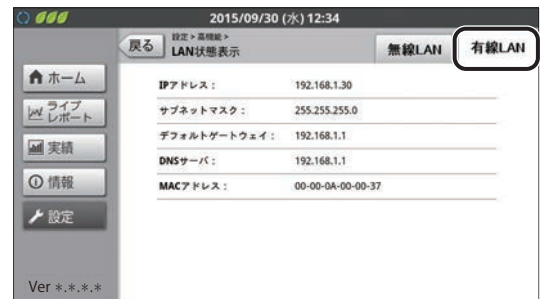 2015/09/30 (水) 12:34
戻る
設定 > 高機能 >
LAN状態表示
無線LAN
有線LAN
ホーム
ライブ
レポート
実績
情報
設定
Ver *.*.*.*
IPアドレス： 192.168.1.30
サブネットマスク： 255.255.255.0
デフォルトゲートウェイ： 192.168.1.1
DNSサーバ： 192.168.1.1
MACアドレス： 00-00-0A-00-00-37